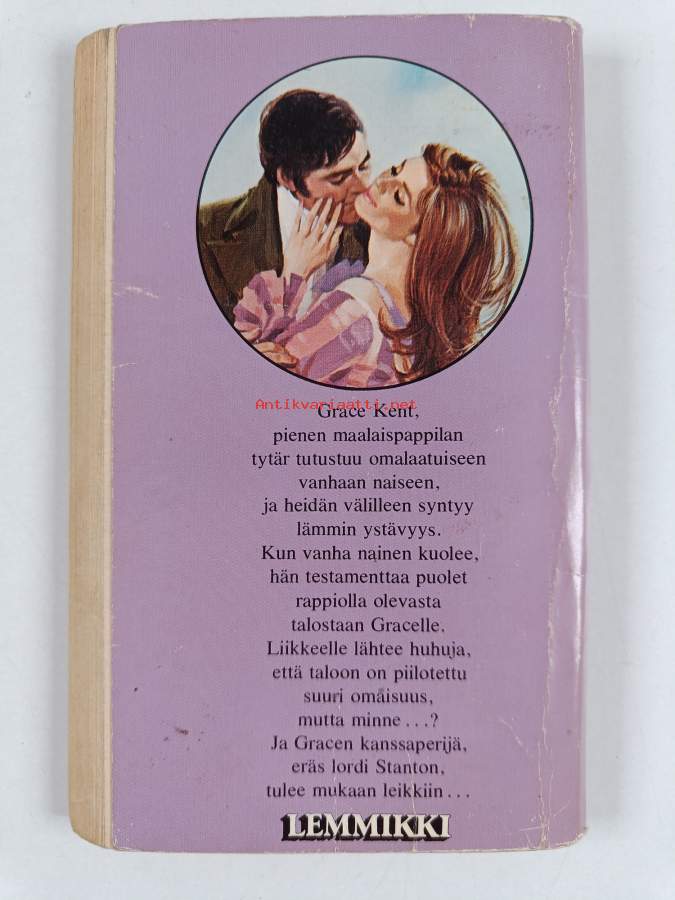 Antikvariaatti.net
Grace Kent,
pienen maalaispappilan
tytär tutustuu omalaatuiseen
vanhaan naiseen,
ja heidän välilleen syntyy
lämmin ystävyys.
Kun vanha nainen kuolee,
hän testamenttaa puolet
rappiolla olevasta
talostaan Gracelle.
Liikkeelle lähtee huhuja,
että taloon on piilotettu
suuri omaisuus,
mutta minne...?
Ja Gracen kanssaperijä,
eräs lordi Stanton,
tulee mukaan leikkiin...
LEMMIKKI